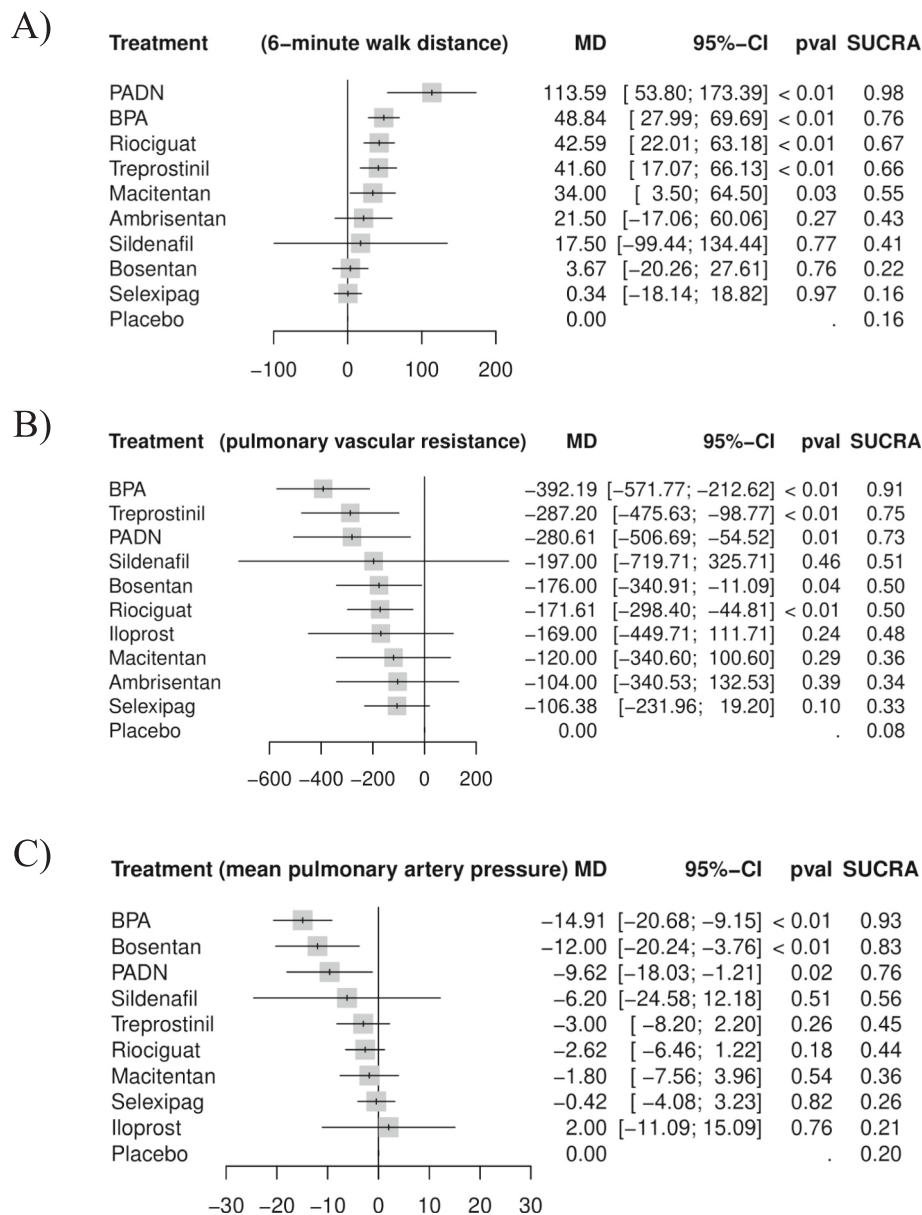 A)
Treatment (6−minute walk distance) MD 95%−CI pval SUCRA
PADN 113.59 [ 53.80; 173.39] < 0.01 0.98
BPA 48.84 [ 27.99; 69.69] < 0.01 0.76
Riociguat 42.59 [ 22.01; 63.18] < 0.01 0.67
Treprostinil 41.60 [ 17.07; 66.13] < 0.01 0.66
Macitentan 34.00 [ 3.50; 64.50] 0.03 0.55
Ambrisentan 21.50 [−17.06; 60.06] 0.27 0.43
Sildenafil 17.50 [−99.44; 134.44] 0.77 0.41
Bosentan 3.67 [−20.26; 27.61] 0.76 0.22
Selexipag 0.34 [−18.14; 18.82] 0.97 0.16
Placebo 0.00 . 0.16
−100 0 100 200
B)
Treatment (pulmonary vascular resistance) MD 95%−CI pval SUCRA
BPA −392.19 [−571.77; −212.62] < 0.01 0.91
Treprostinil −287.20 [−475.63; −98.77] < 0.01 0.75
PADN −280.61 [−506.69; −54.52] 0.01 0.73
Sildenafil −197.00 [−719.71; 325.71] 0.46 0.51
Bosentan −176.00 [−340.91; −11.09] 0.04 0.50
Riociguat −171.61 [−298.40; −44.81] < 0.01 0.50
Iloprost −169.00 [−449.71; 111.71] 0.24 0.48
Macitentan −120.00 [−340.60; 100.60] 0.29 0.36
Ambrisentan −104.00 [−340.53; 132.53] 0.39 0.34
Selexipag −106.38 [−231.96; 19.20] 0.10 0.33
Placebo 0.00 . 0.08
−600 −400 −200 0 200
C)
Treatment (mean pulmonary artery pressure) MD 95%−CI pval SUCRA
BPA −14.91 [−20.68; −9.15] < 0.01 0.93
Bosentan −12.00 [−20.24; −3.76] < 0.01 0.83
PADN −9.62 [−18.03; −1.21] 0.02 0.76
Sildenafil −6.20 [−24.58; 12.18] 0.51 0.56
Treprostinil −3.00 [ −8.20; 2.20] 0.26 0.45
Riociguat −2.62 [ −6.46; 1.22] 0.18 0.44
Macitentan −1.80 [ −7.56; 3.96] 0.54 0.36
Selexipag −0.42 [ −4.08; 3.23] 0.82 0.26
Iloprost 2.00 [−11.09; 15.09] 0.76 0.21
Placebo 0.00 . 0.20
−30 −20 −10 0 10 20 30